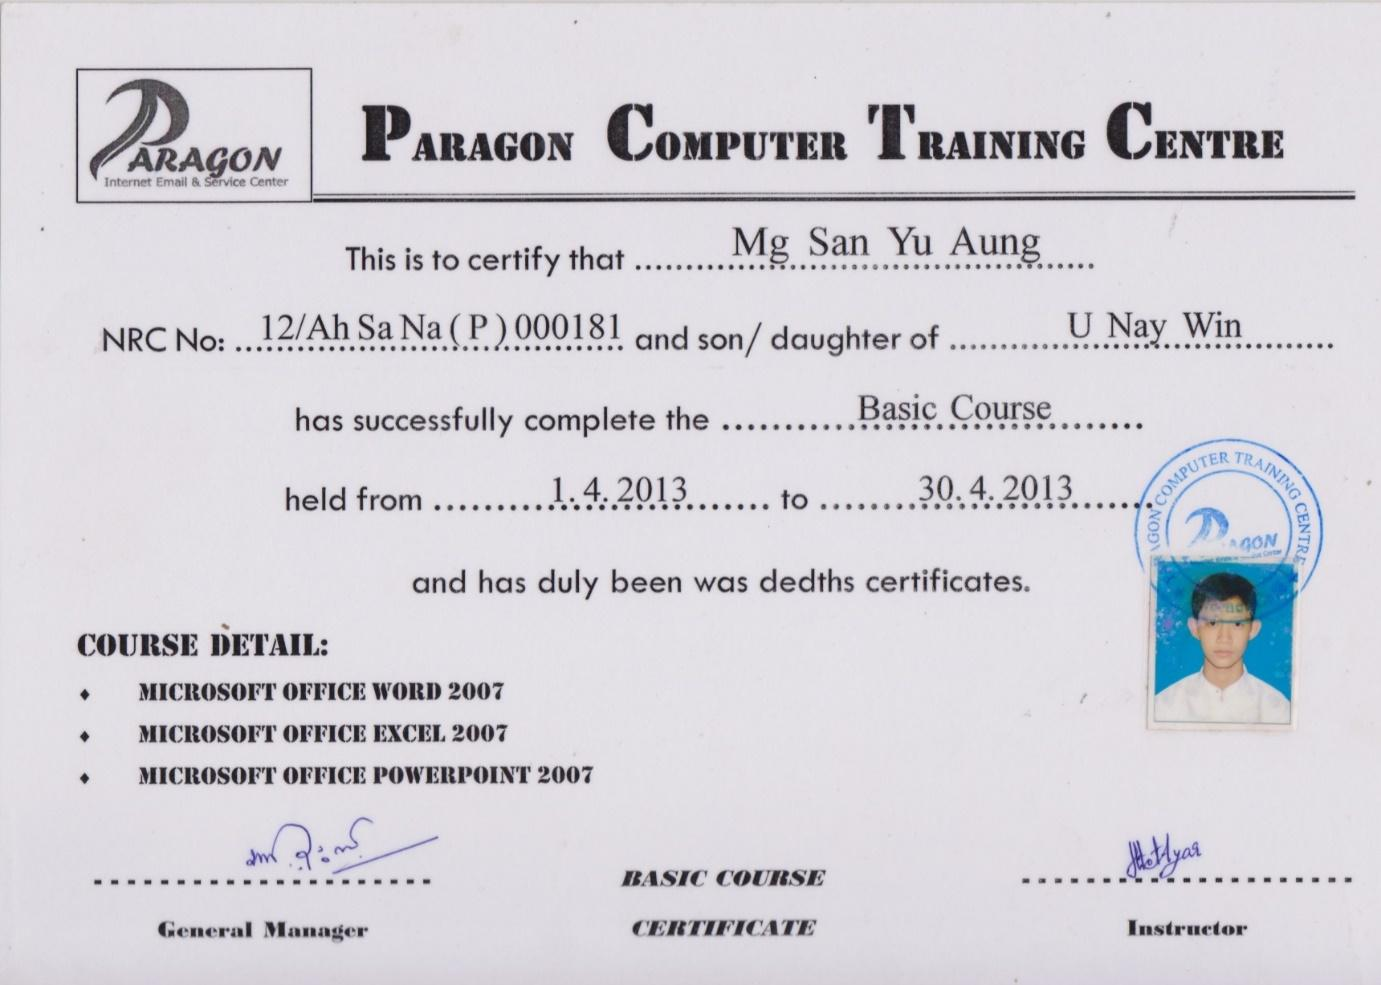 PARAGON
Internet Email & Service Center
PARAGON COMPUTER TRAINING CENTRE
This is to certify that Mg San Yu Aung
NRC No: 12/Ah Sa Na ( P ) 000181 and son/ daughter of U Nay Win
has successfully complete the Basic Course
held from 1. 4. 2013 to 30. 4. 2013
and has duly been was dedths certificates.
COMPUTER TRAINING CENTRE
COURSE DETAIL:
♦ MICROSOFT OFFICE WORD 2007
♦ MICROSOFT OFFICE EXCEL 2007
♦ MICROSOFT OFFICE POWERPOINT 2007
BASIC COURSE
General Manager CERTIFICATE Instructor